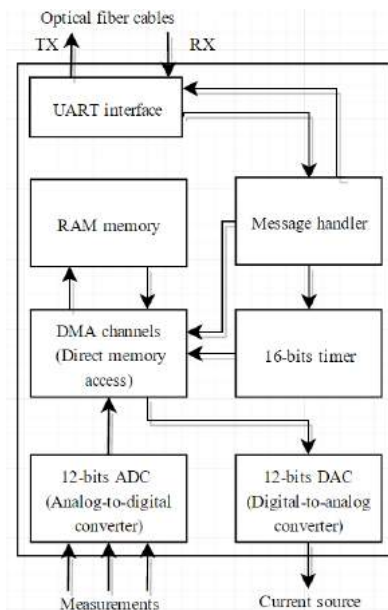 Optical fiber cables
TX
RX
UART interface
RAM memory
Message handler
DMA channels
(Direct memory
access)
16-bits timer
12-bits ADC
(Analog-to-digital
converter)
12-bits DAC
(Digital-to-analog
converter)
Measurements
Current source